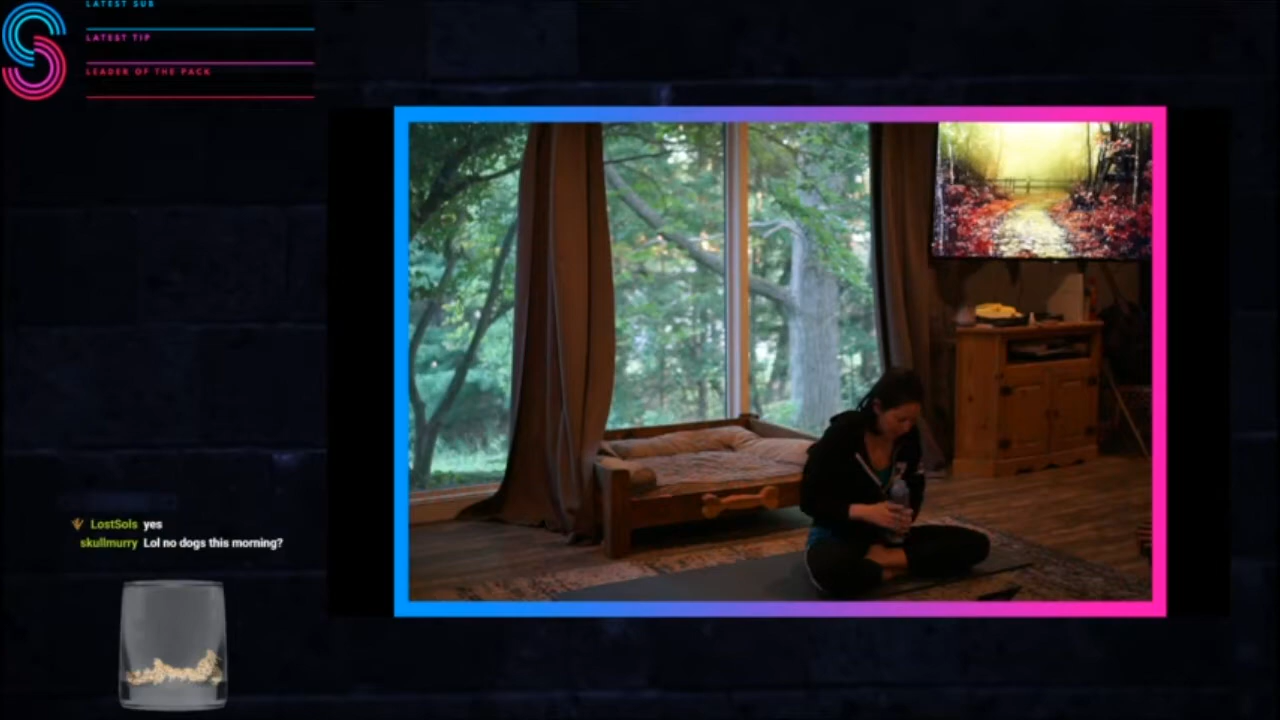 LATEST SUB
LATEST TIP
LEADER OF THE PACK
LostSols yes
skullmurry Lol no dogs this morning?